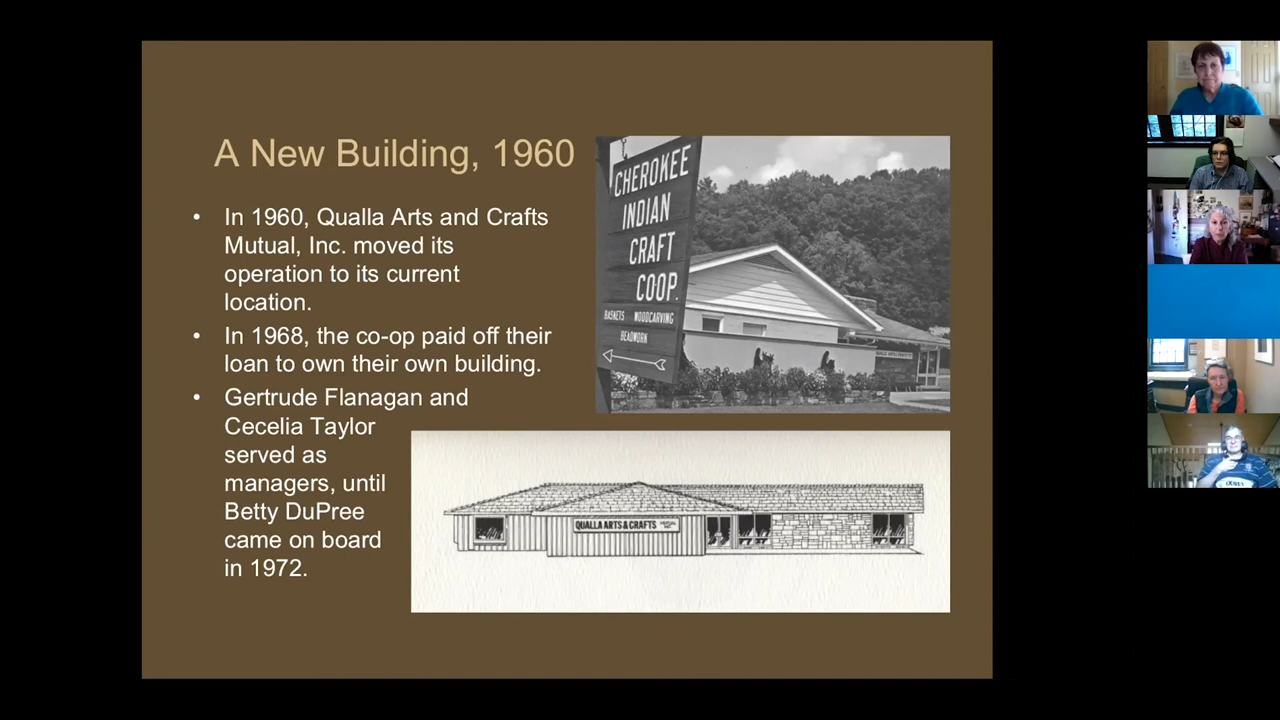 A New Building, 1960
• In 1960, Qualla Arts and Crafts
Mutual, Inc. moved its
operation to its current
location.
• In 1968, the co-op paid off their
loan to own their own building.
• Gertrude Flanagan and
Cecelia Taylor
served as
managers, until
Betty DuPree
came on board
in 1972.
CHEROKEE
INDIAN
CRAFT
COOP.
BASKETS WOODCARVING
BEADWORK
QUALLA ARTS & CRAFTS